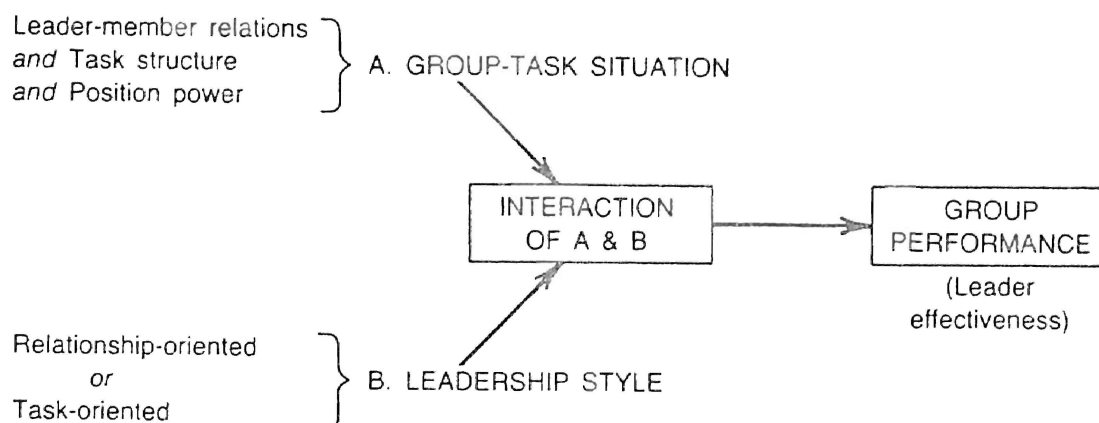 Leader-member relations
and Task structure
and Position power
A. GROUP-TASK SITUATION
INTERACTION
OF A & B
GROUP
PERFORMANCE
(Leader
effectiveness)
Relationship-oriented
or
Task-oriented
B. LEADERSHIP STYLE